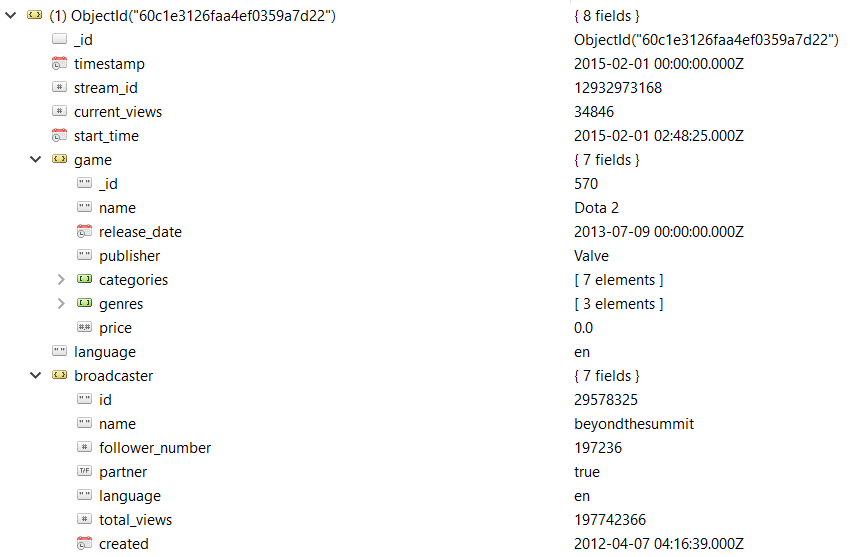 (1) ObjectId("60c1e3126faa4ef0359a7d22") { 8 fields }
_id ObjectId("60c1e3126faa4ef0359a7d22")
timestamp 2015-02-01 00:00:00.000Z
# stream_id 12932973168
# current_views 34846
start_time 2015-02-01 02:48:25.000Z
game { 7 fields }
" " _id 570
" " name Dota 2
release_date 2013-07-09 00:00:00.000Z
" " publisher Valve
categories [ 7 elements ]
genres [ 3 elements ]
#.# price 0.0
" " language en
broadcaster { 7 fields }
" " id 29578325
" " name beyondthesummit
# follower_number 197236
T/F partner true
" " language en
# total_views 197742366
created 2012-04-07 04:16:39.000Z